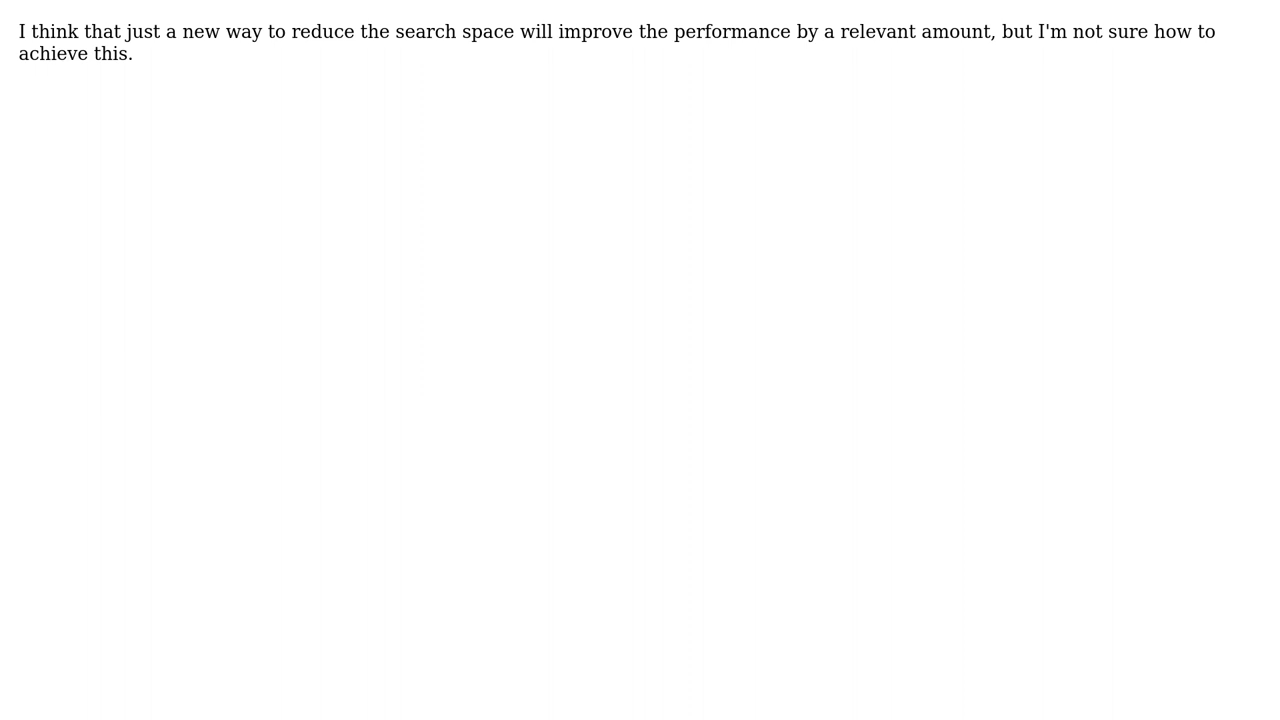 I think that just a new way to reduce the search space will improve the performance by a relevant amount, but I'm not sure how to
achieve this.